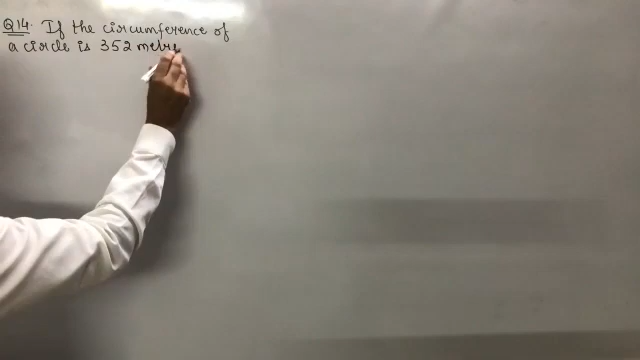 Q14. If the circumference of
a circle is 352 metre